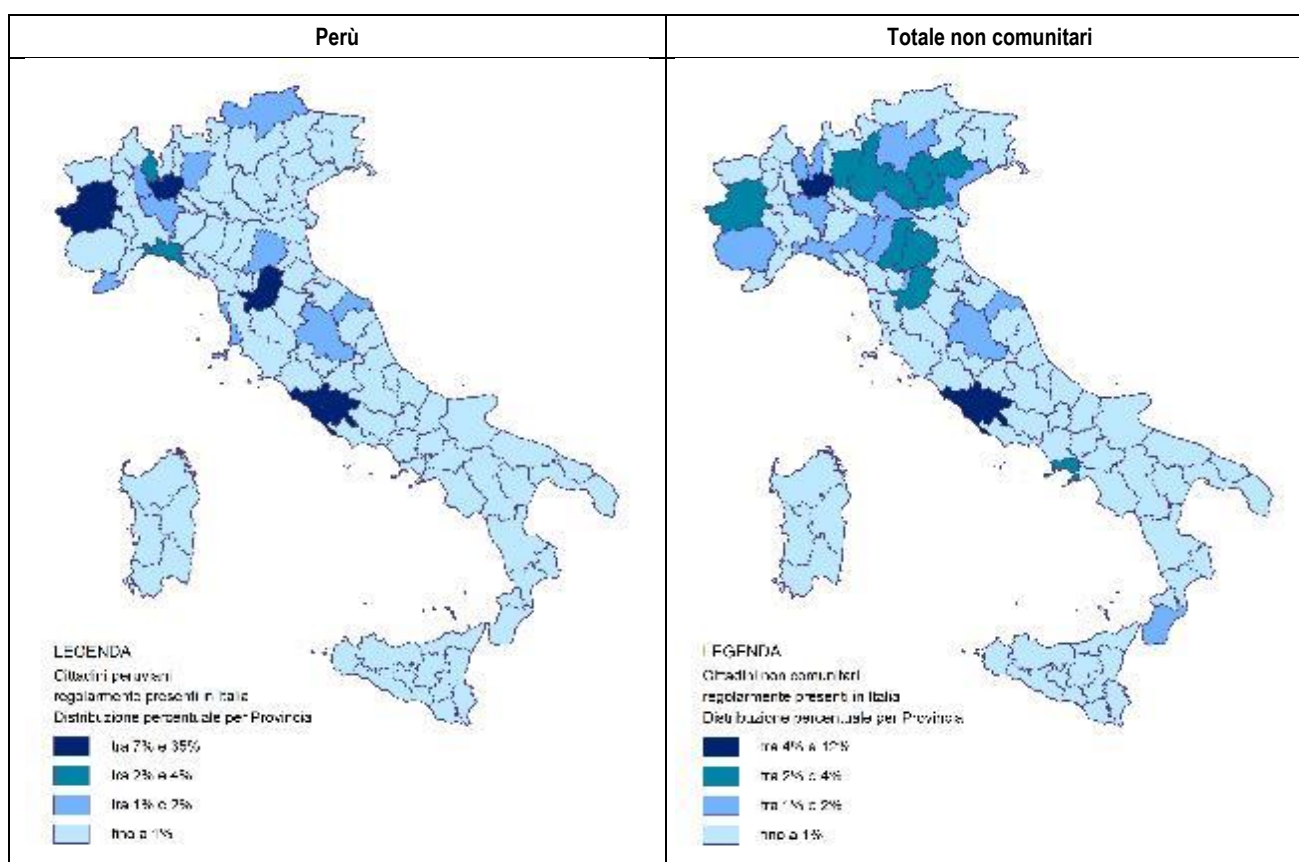 Perù
Totale non comunitari
LEGENDA
Cittadini peruviani
regolarmente presenti in Italia
Distribuzione percentuale per Provincia
tra 7% e 35%
tra 2% e 4%
tra 1% e 2%
fino a 1%
LEGENDA
Cittadini non comunitari
regolarmente presenti in Italia
Distribuzione percentuale per Provincia
tra 4% e 12%
tra 2% e 4%
tra 1% e 2%
fino a 1%